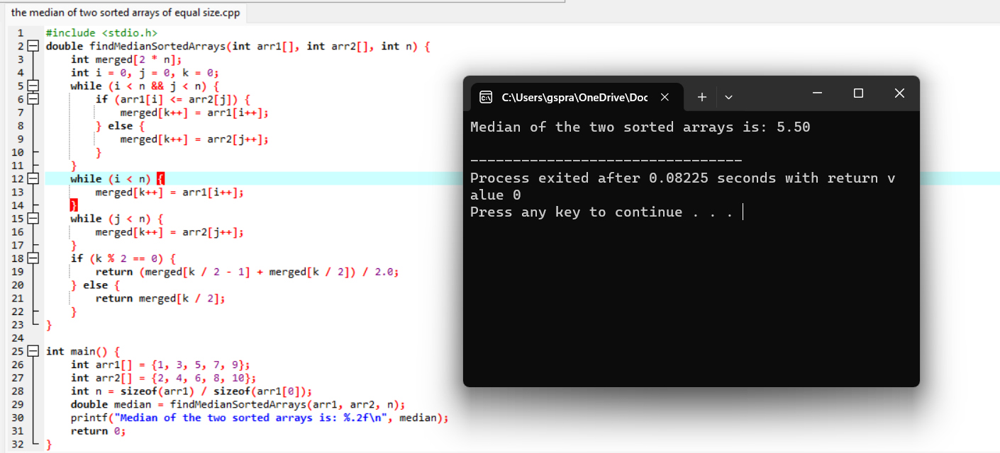 the median of two sorted arrays of equal size.cpp
1 #include <stdio.h>
2 double findMedianSortedArrays(int arr1[], int arr2[], int n) {
3 int merged[2 * n];
4 int i = 0, j = 0, k = 0;
5 while (i < n && j < n) {
6 if (arr1[i] <= arr2[j]) {
7 merged[k++] = arr1[i++];
8 } else {
9 merged[k++] = arr2[j++];
10 }
11 }
12 while (i < n) {
13 merged[k++] = arr1[i++];
14 }
15 while (j < n) {
16 merged[k++] = arr2[j++];
17 }
18 if (k % 2 == 0) {
19 return (merged[k / 2 - 1] + merged[k / 2]) / 2.0;
20 } else {
21 return merged[k / 2];
22 }
23 }
24
25 int main() {
26 int arr1[] = {1, 3, 5, 7, 9};
27 int arr2[] = {2, 4, 6, 8, 10};
28 int n = sizeof(arr1) / sizeof(arr1[0]);
29 double median = findMedianSortedArrays(arr1, arr2, n);
30 printf("Median of the two sorted arrays is: %.2f\n", median);
31 return 0;
32 }
C:\Users\gspra\OneDrive\Doc
Median of the two sorted arrays is: 5.50
--------------------------------
Process exited after 0.08225 seconds with return v
alue 0
Press any key to continue . . .